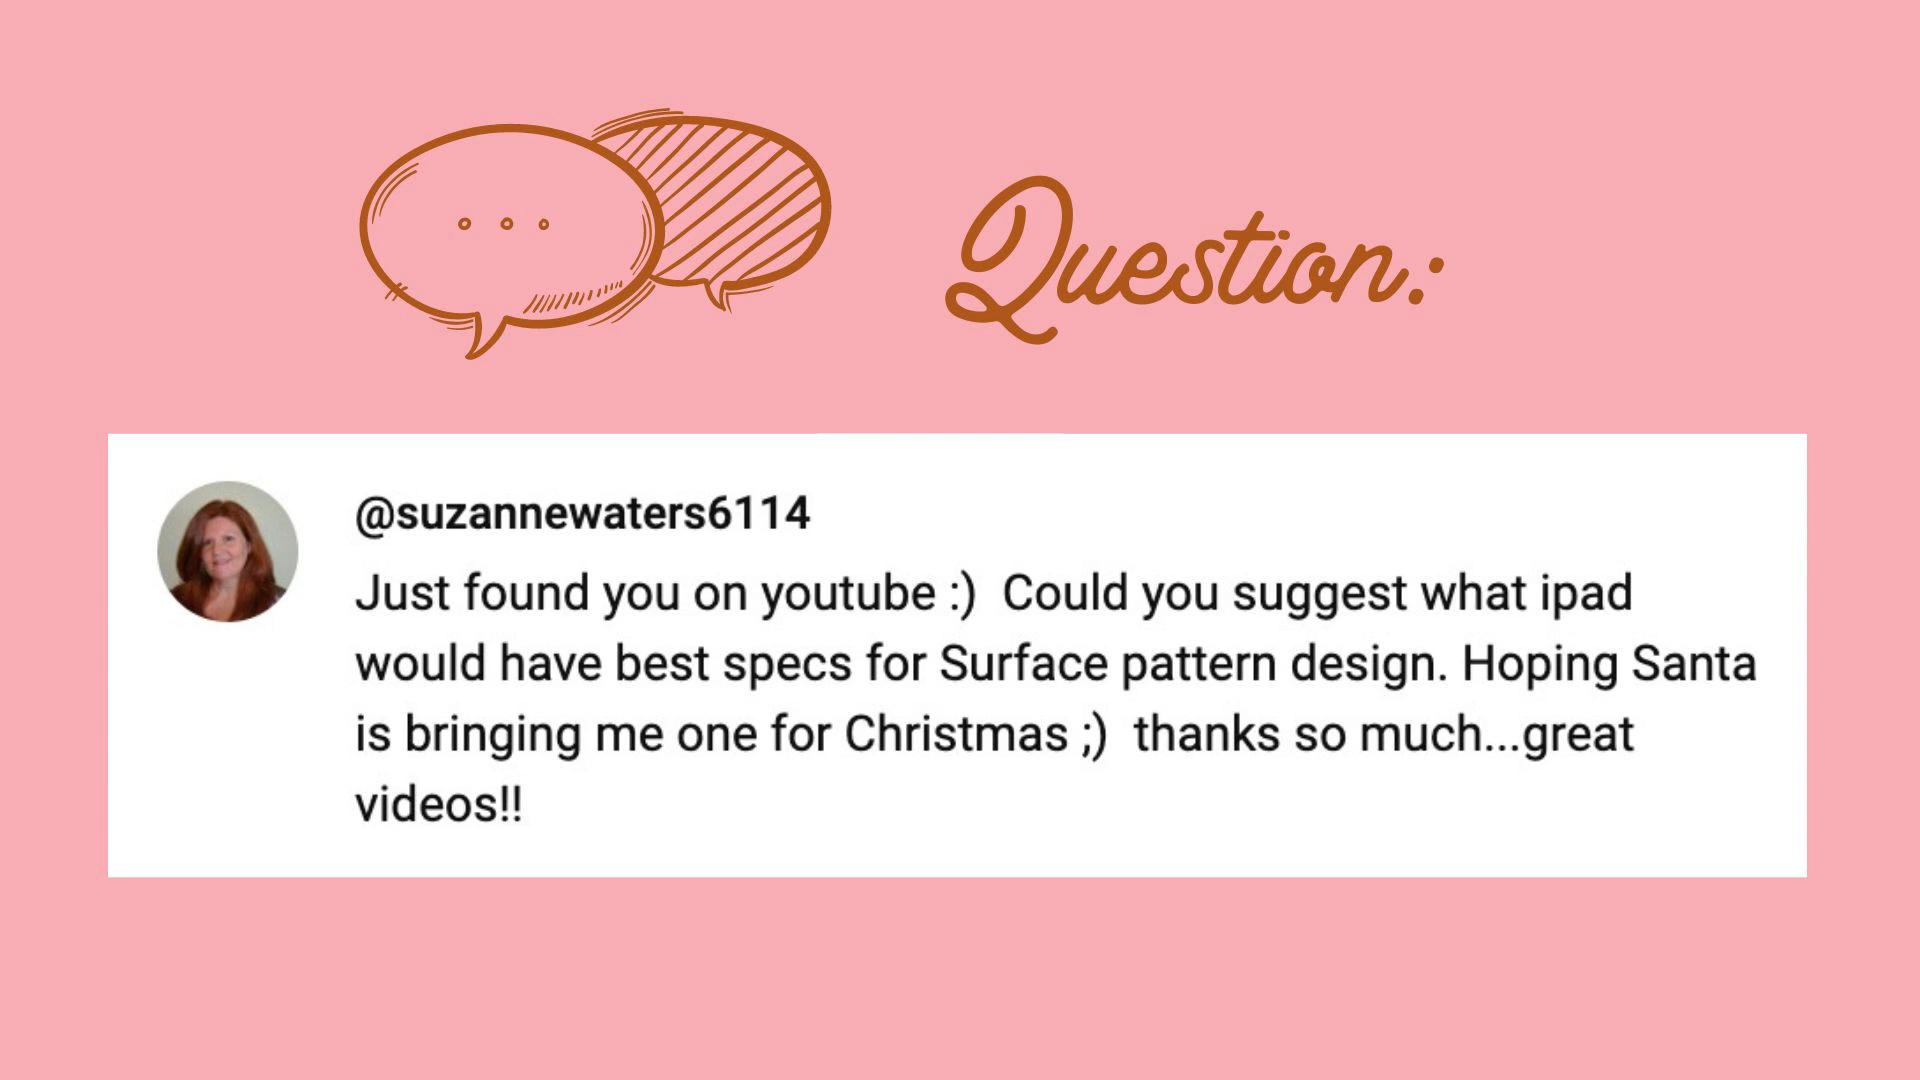 Question:
@suzannewaters6114
Just found you on youtube :)  Could you suggest what ipad
would have best specs for Surface pattern design. Hoping Santa
is bringing me one for Christmas ;)  thanks so much...great
videos!!